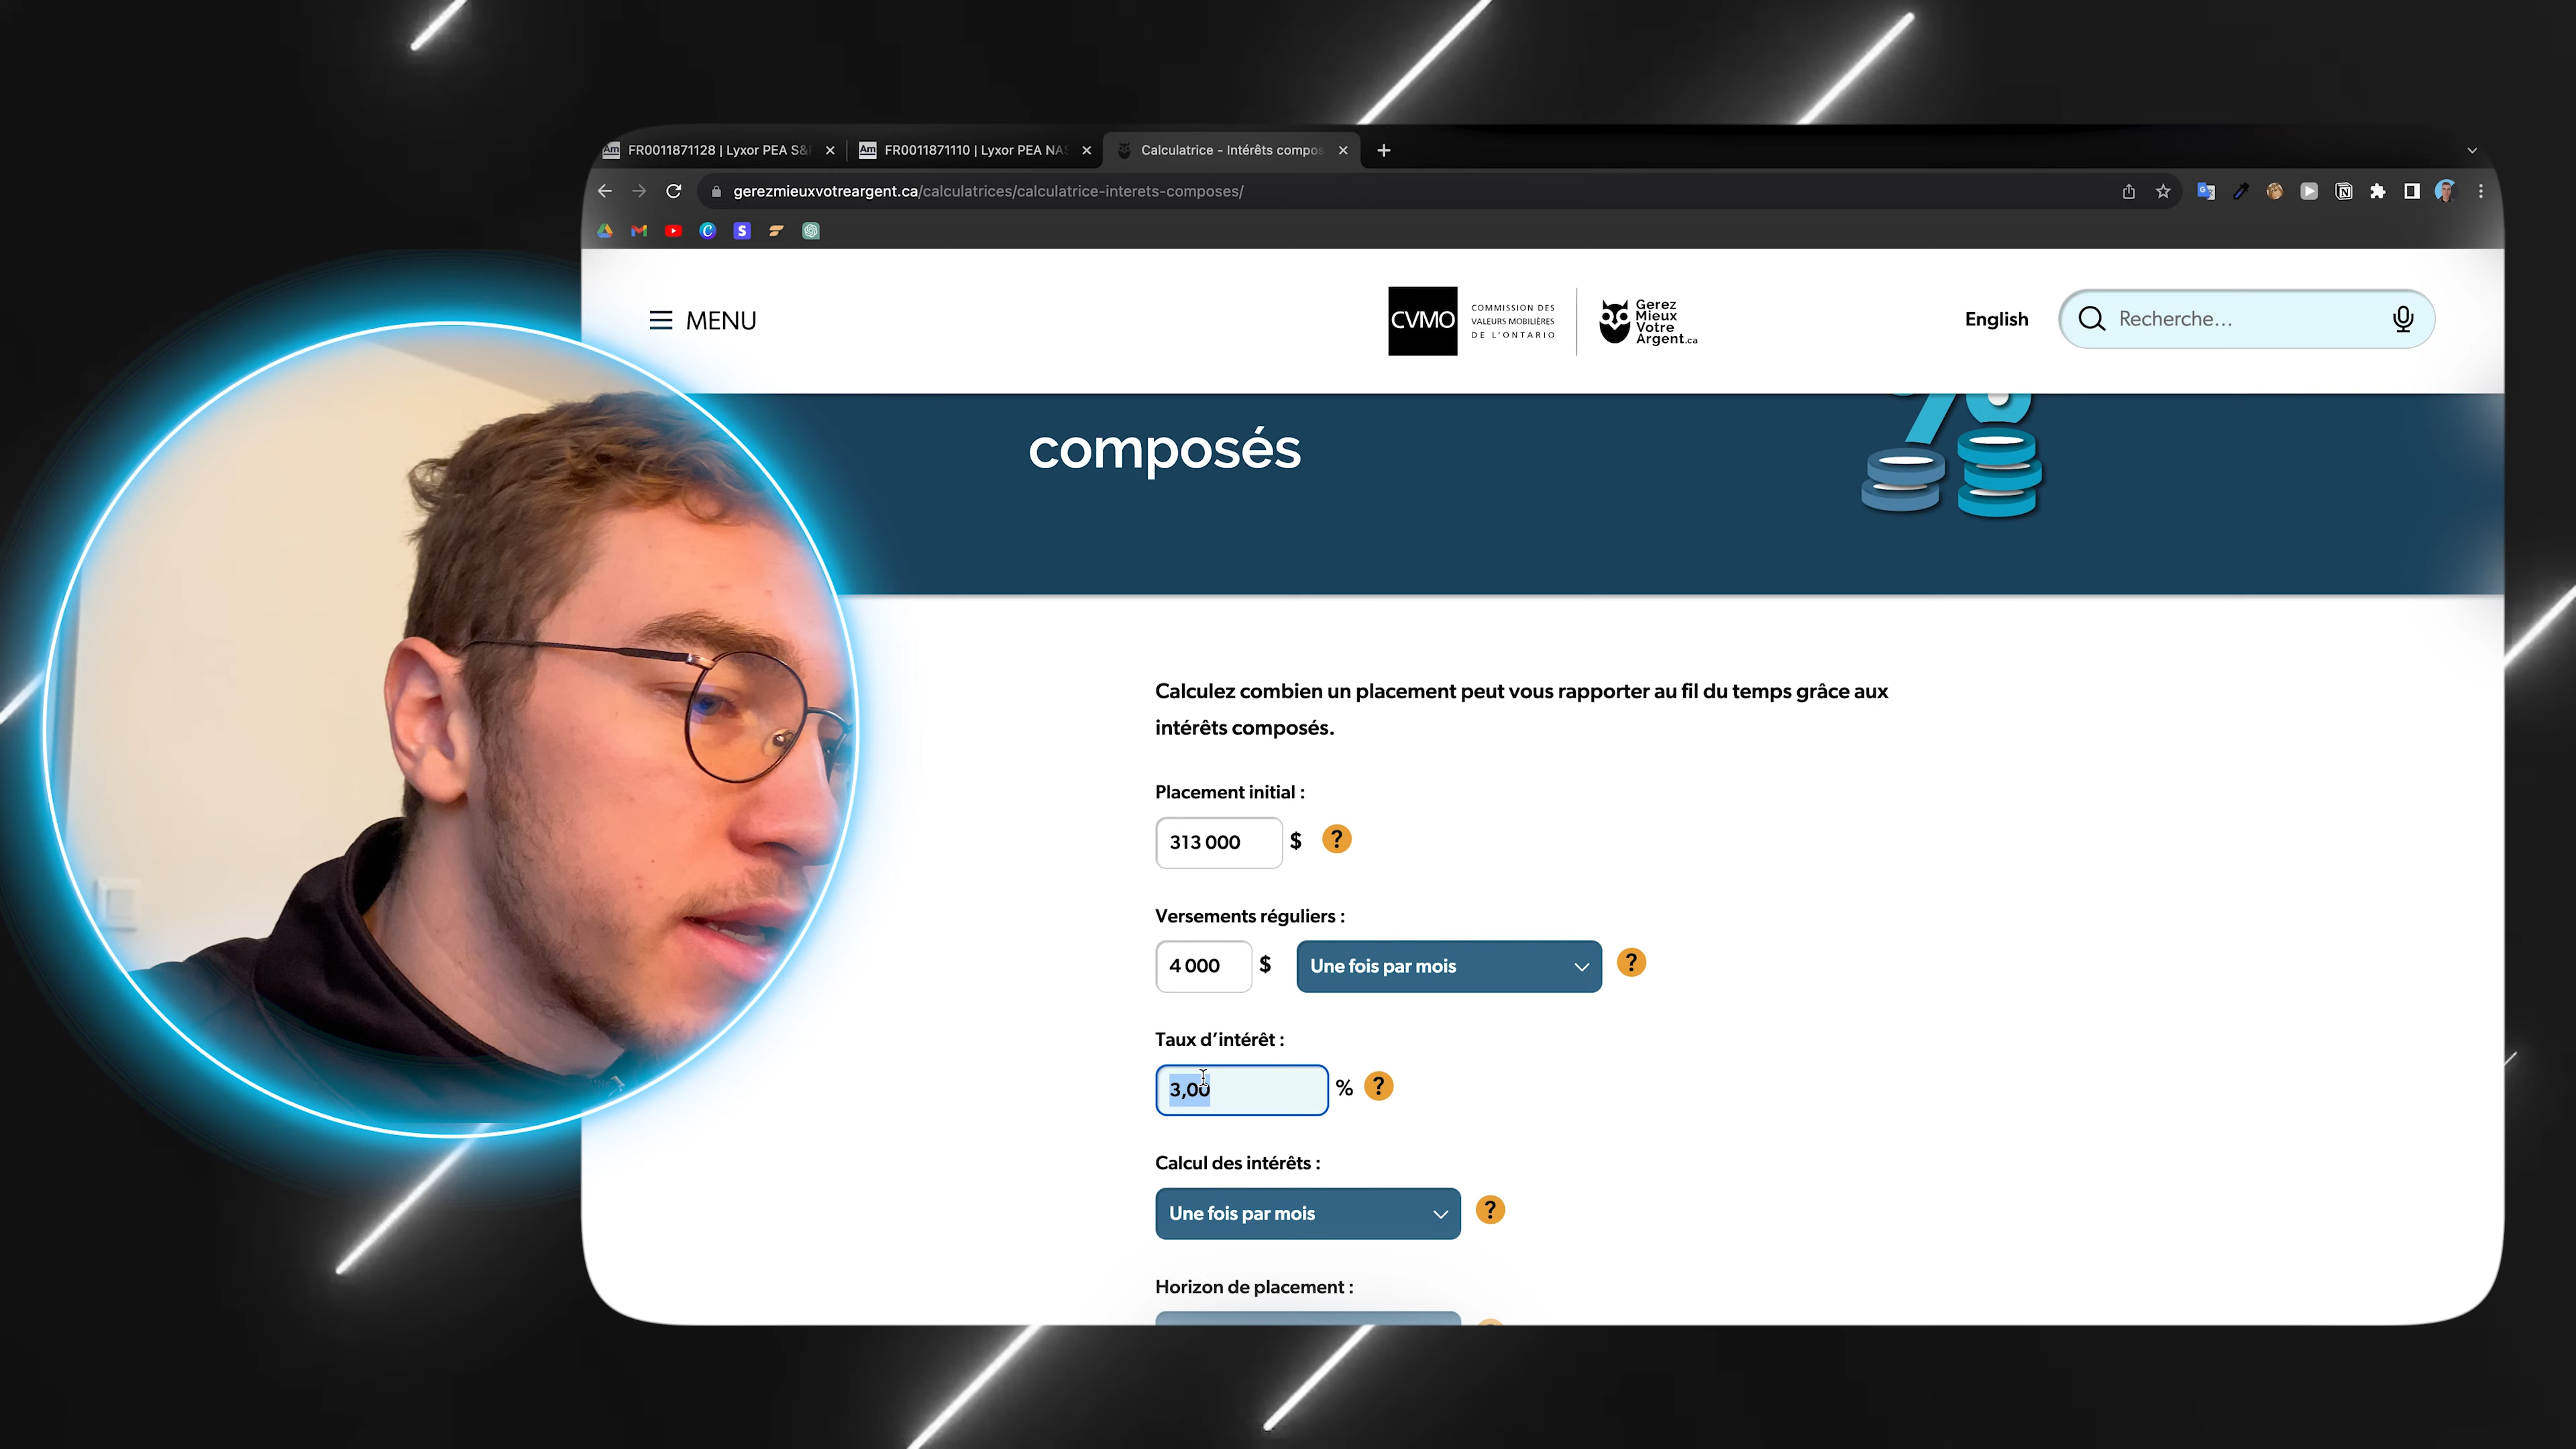 FR0011871128 | Lyxor PEA S&
FR0011871110 | Lyxor PEA NAS
Calculatrice - Intérêts compos
gerezmieuxvotreargent.ca/calculatrices/calculatrice-interets-composes/
MENU
CVMO
COMMISSION DES
VALEURS MOBILIÈRES
DE L'ONTARIO
Gerez
Mieux
Votre
Argent.ca
English
Recherche...
composés
%
Calculez combien un placement peut vous rapporter au fil du temps grâce aux
intérêts composés.
Placement initial :
313 000 $ ?
Versements réguliers :
4 000 $ Une fois par mois ?
Taux d'intérêt :
3,00 % ?
Calcul des intérêts :
Une fois par mois ?
Horizon de placement :